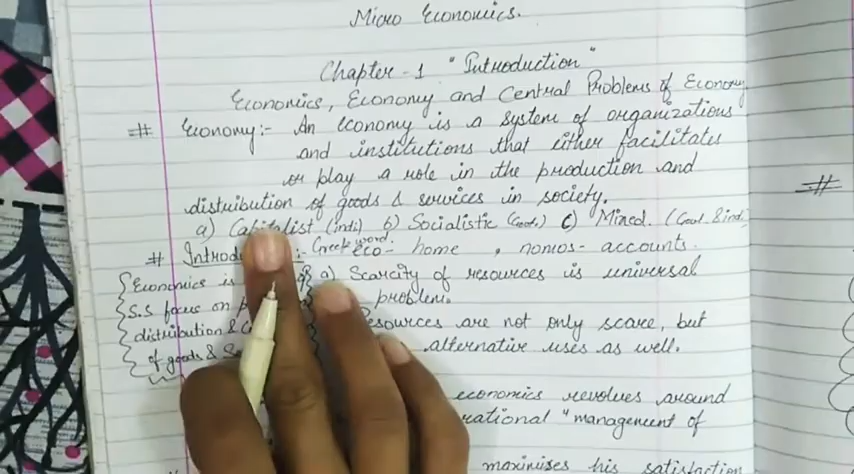 Micro Economics.
Chapter - 1 "Introduction"
Economics, Economy and Central Problems of Economy
# Economy:- An economy is a system of organizations
and institutions that either facilitates
or play a role in the production and
distribution of goods & services in society.
a) Capitalist (indi) b) Socialistic c) Mixed. (Govt & indi)
# Introdu :- Greek word: eco- home , nomos- accounts.
Economics is
S.S focus on
distribution &
of goods &
a) Scarcity of resources is universal
problem.
Resources are not only scare, but
alternative uses as well.
economics revolves around
rational "management of
maximises his satisfaction
#